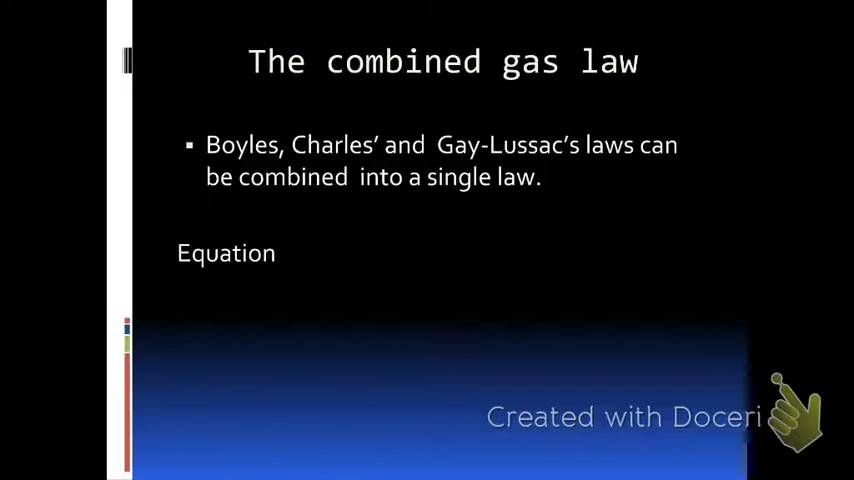 The combined gas law
▪ Boyles, Charles’ and Gay-Lussac’s laws can
be combined into a single law.
Equation
Created with Doceri